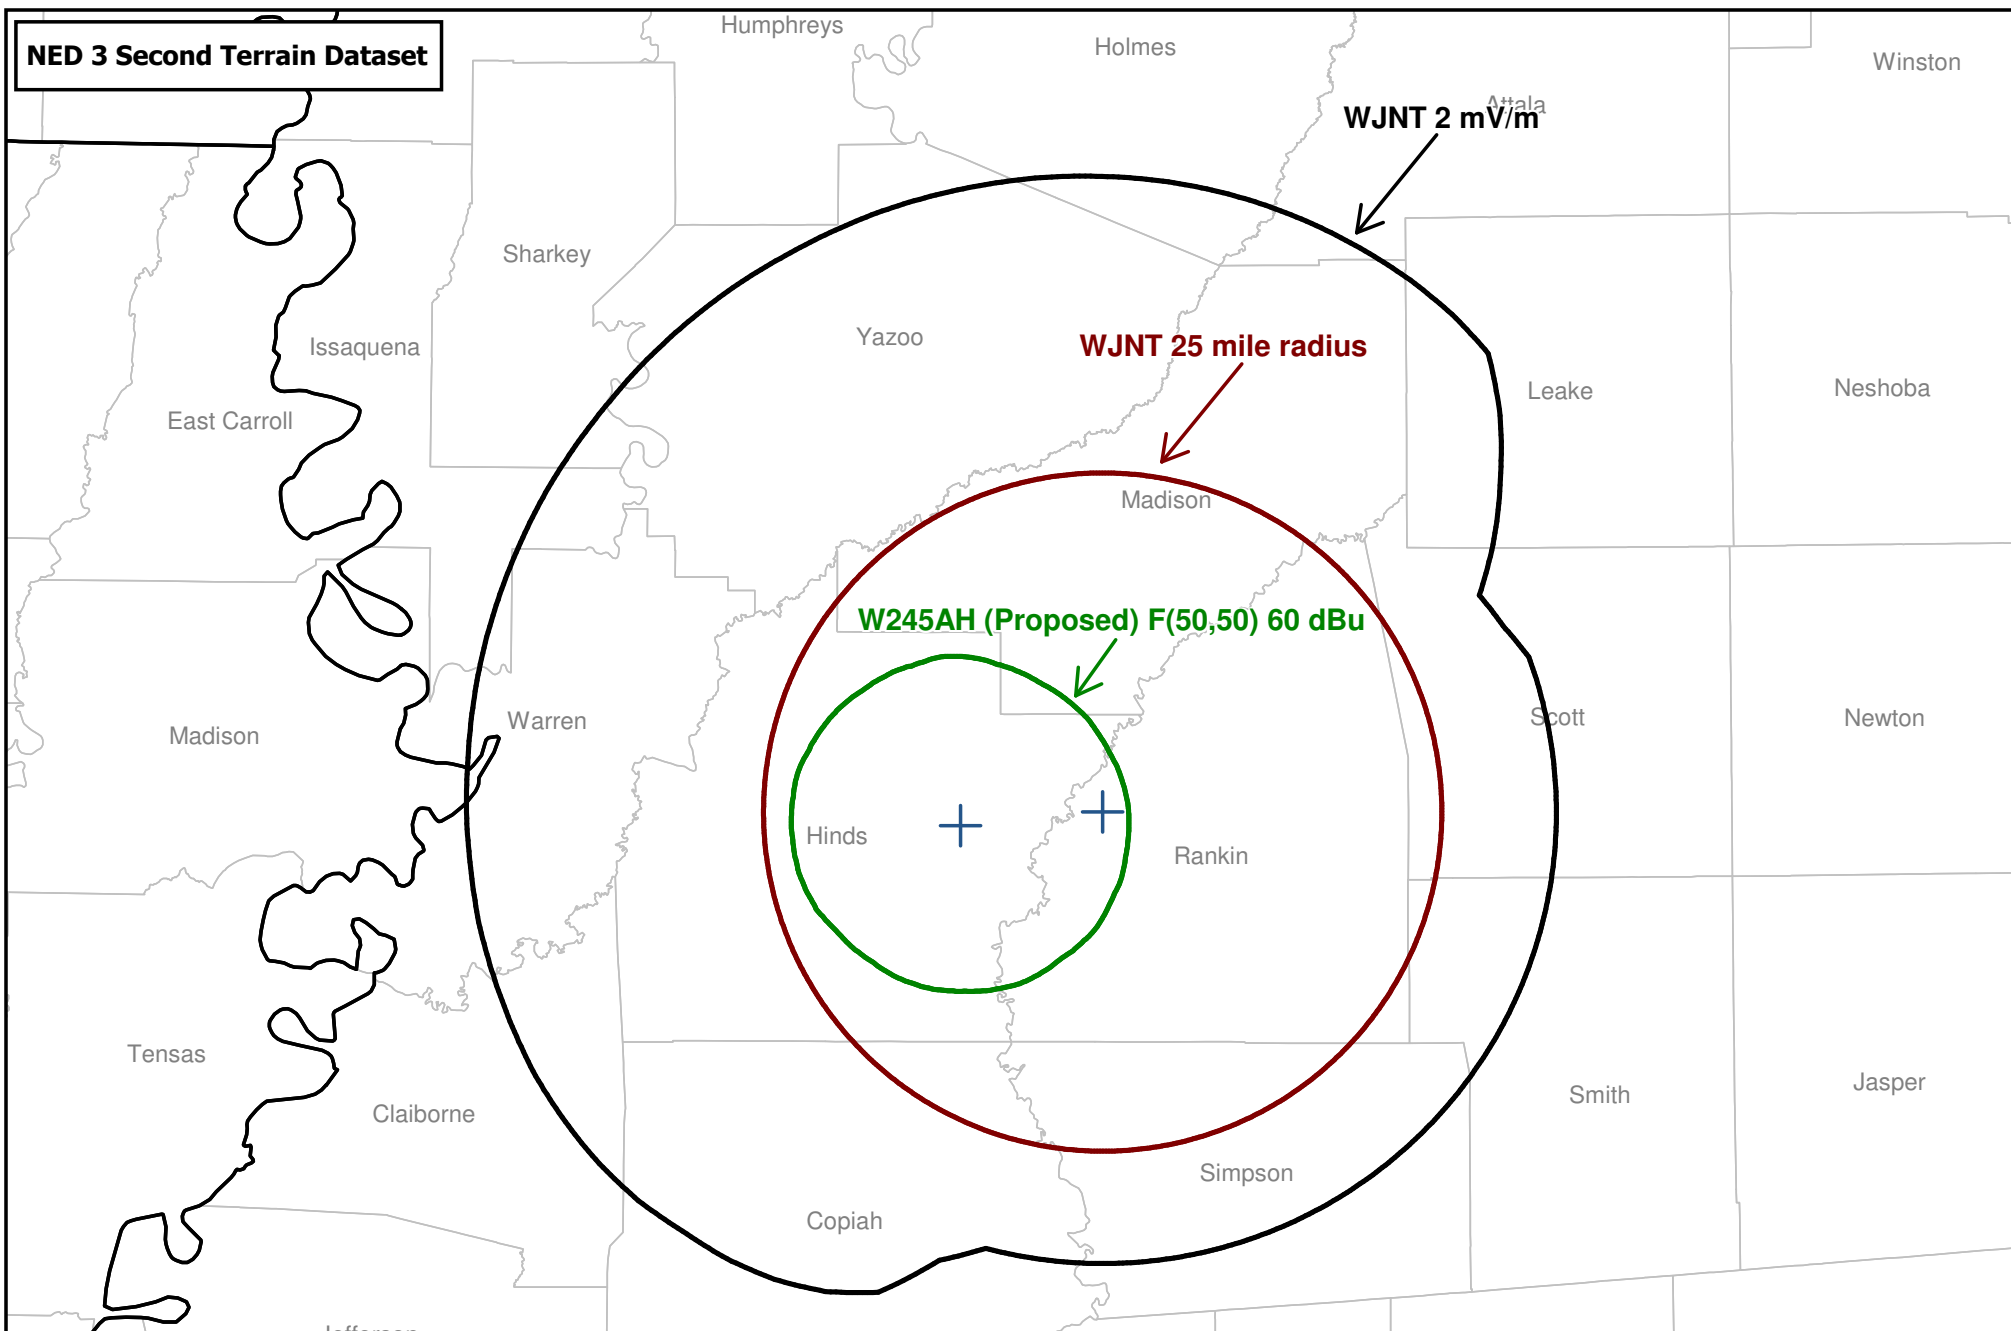 Humphreys
Holmes
NED 3 Second Terrain Dataset
Winston
Attala
WJNT 2 mV/m
Sharkey
Yazoo
Issaquena
WJNT 25 mile radius
Leake
Neshoba
East Carroll
Madison
W245AH (Proposed) F(50,50) 60 dBu
Warren
Scott
Newton
Madison
Hinds
Rankin
Tensas
Jasper
Smith
Claiborne
Simpson
Copiah